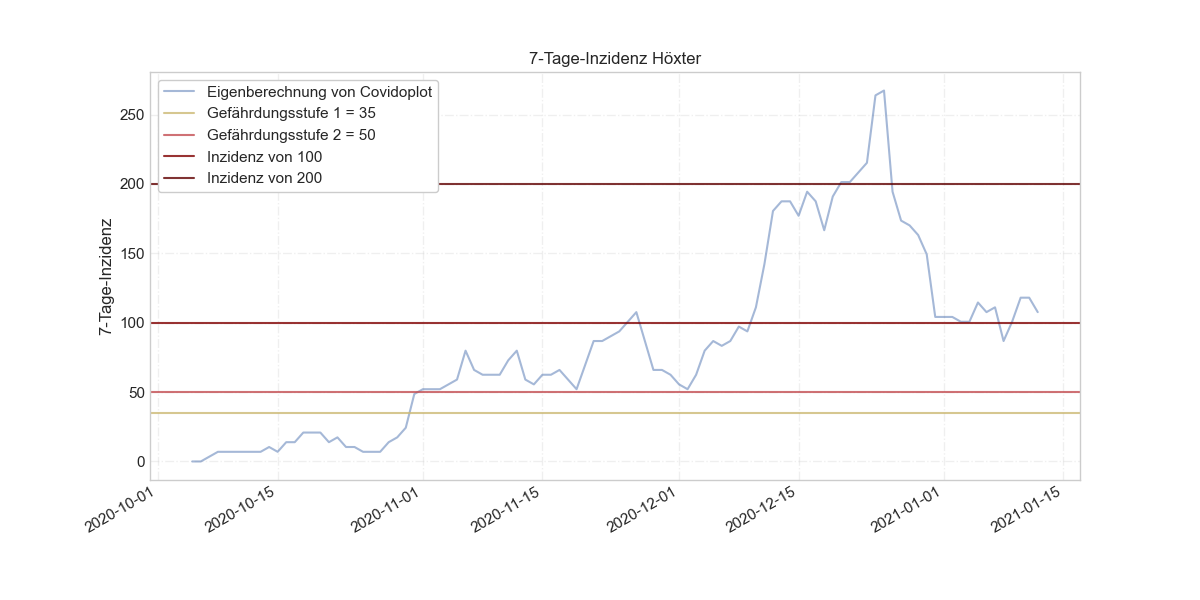 7-Tage-Inzidenz Höxter
Eigenberechnung von Covidoplot
Gefährdungsstufe 1 = 35
Gefährdungsstufe 2 = 50
Inzidenz von 100
Inzidenz von 200
7-Tage-Inzidenz
250
200
150
100
50
0
2020-10-01
2020-10-15
2020-11-01
2020-11-15
2020-12-01
2020-12-15
2021-01-01
2021-01-15